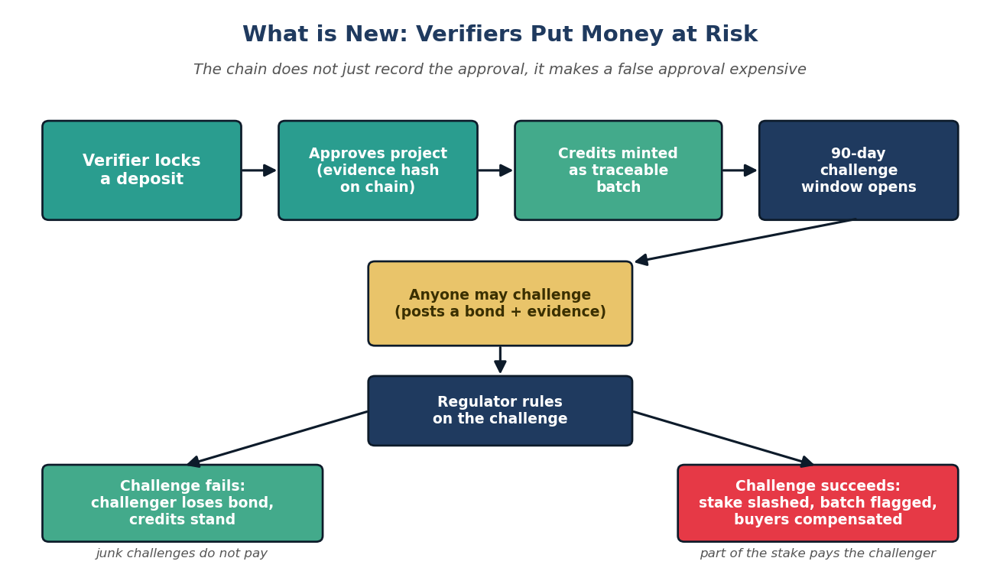 What is New: Verifiers Put Money at Risk
The chain does not just record the approval, it makes a false approval expensive
Verifier locks
a deposit
Approves project
(evidence hash
on chain)
Credits minted
as traceable
batch
90-day
challenge
window opens
Anyone may challenge
(posts a bond + evidence)
Regulator rules
on the challenge
Challenge fails:
challenger loses bond,
credits stand
junk challenges do not pay
Challenge succeeds:
stake slashed, batch flagged,
buyers compensated
part of the stake pays the challenger